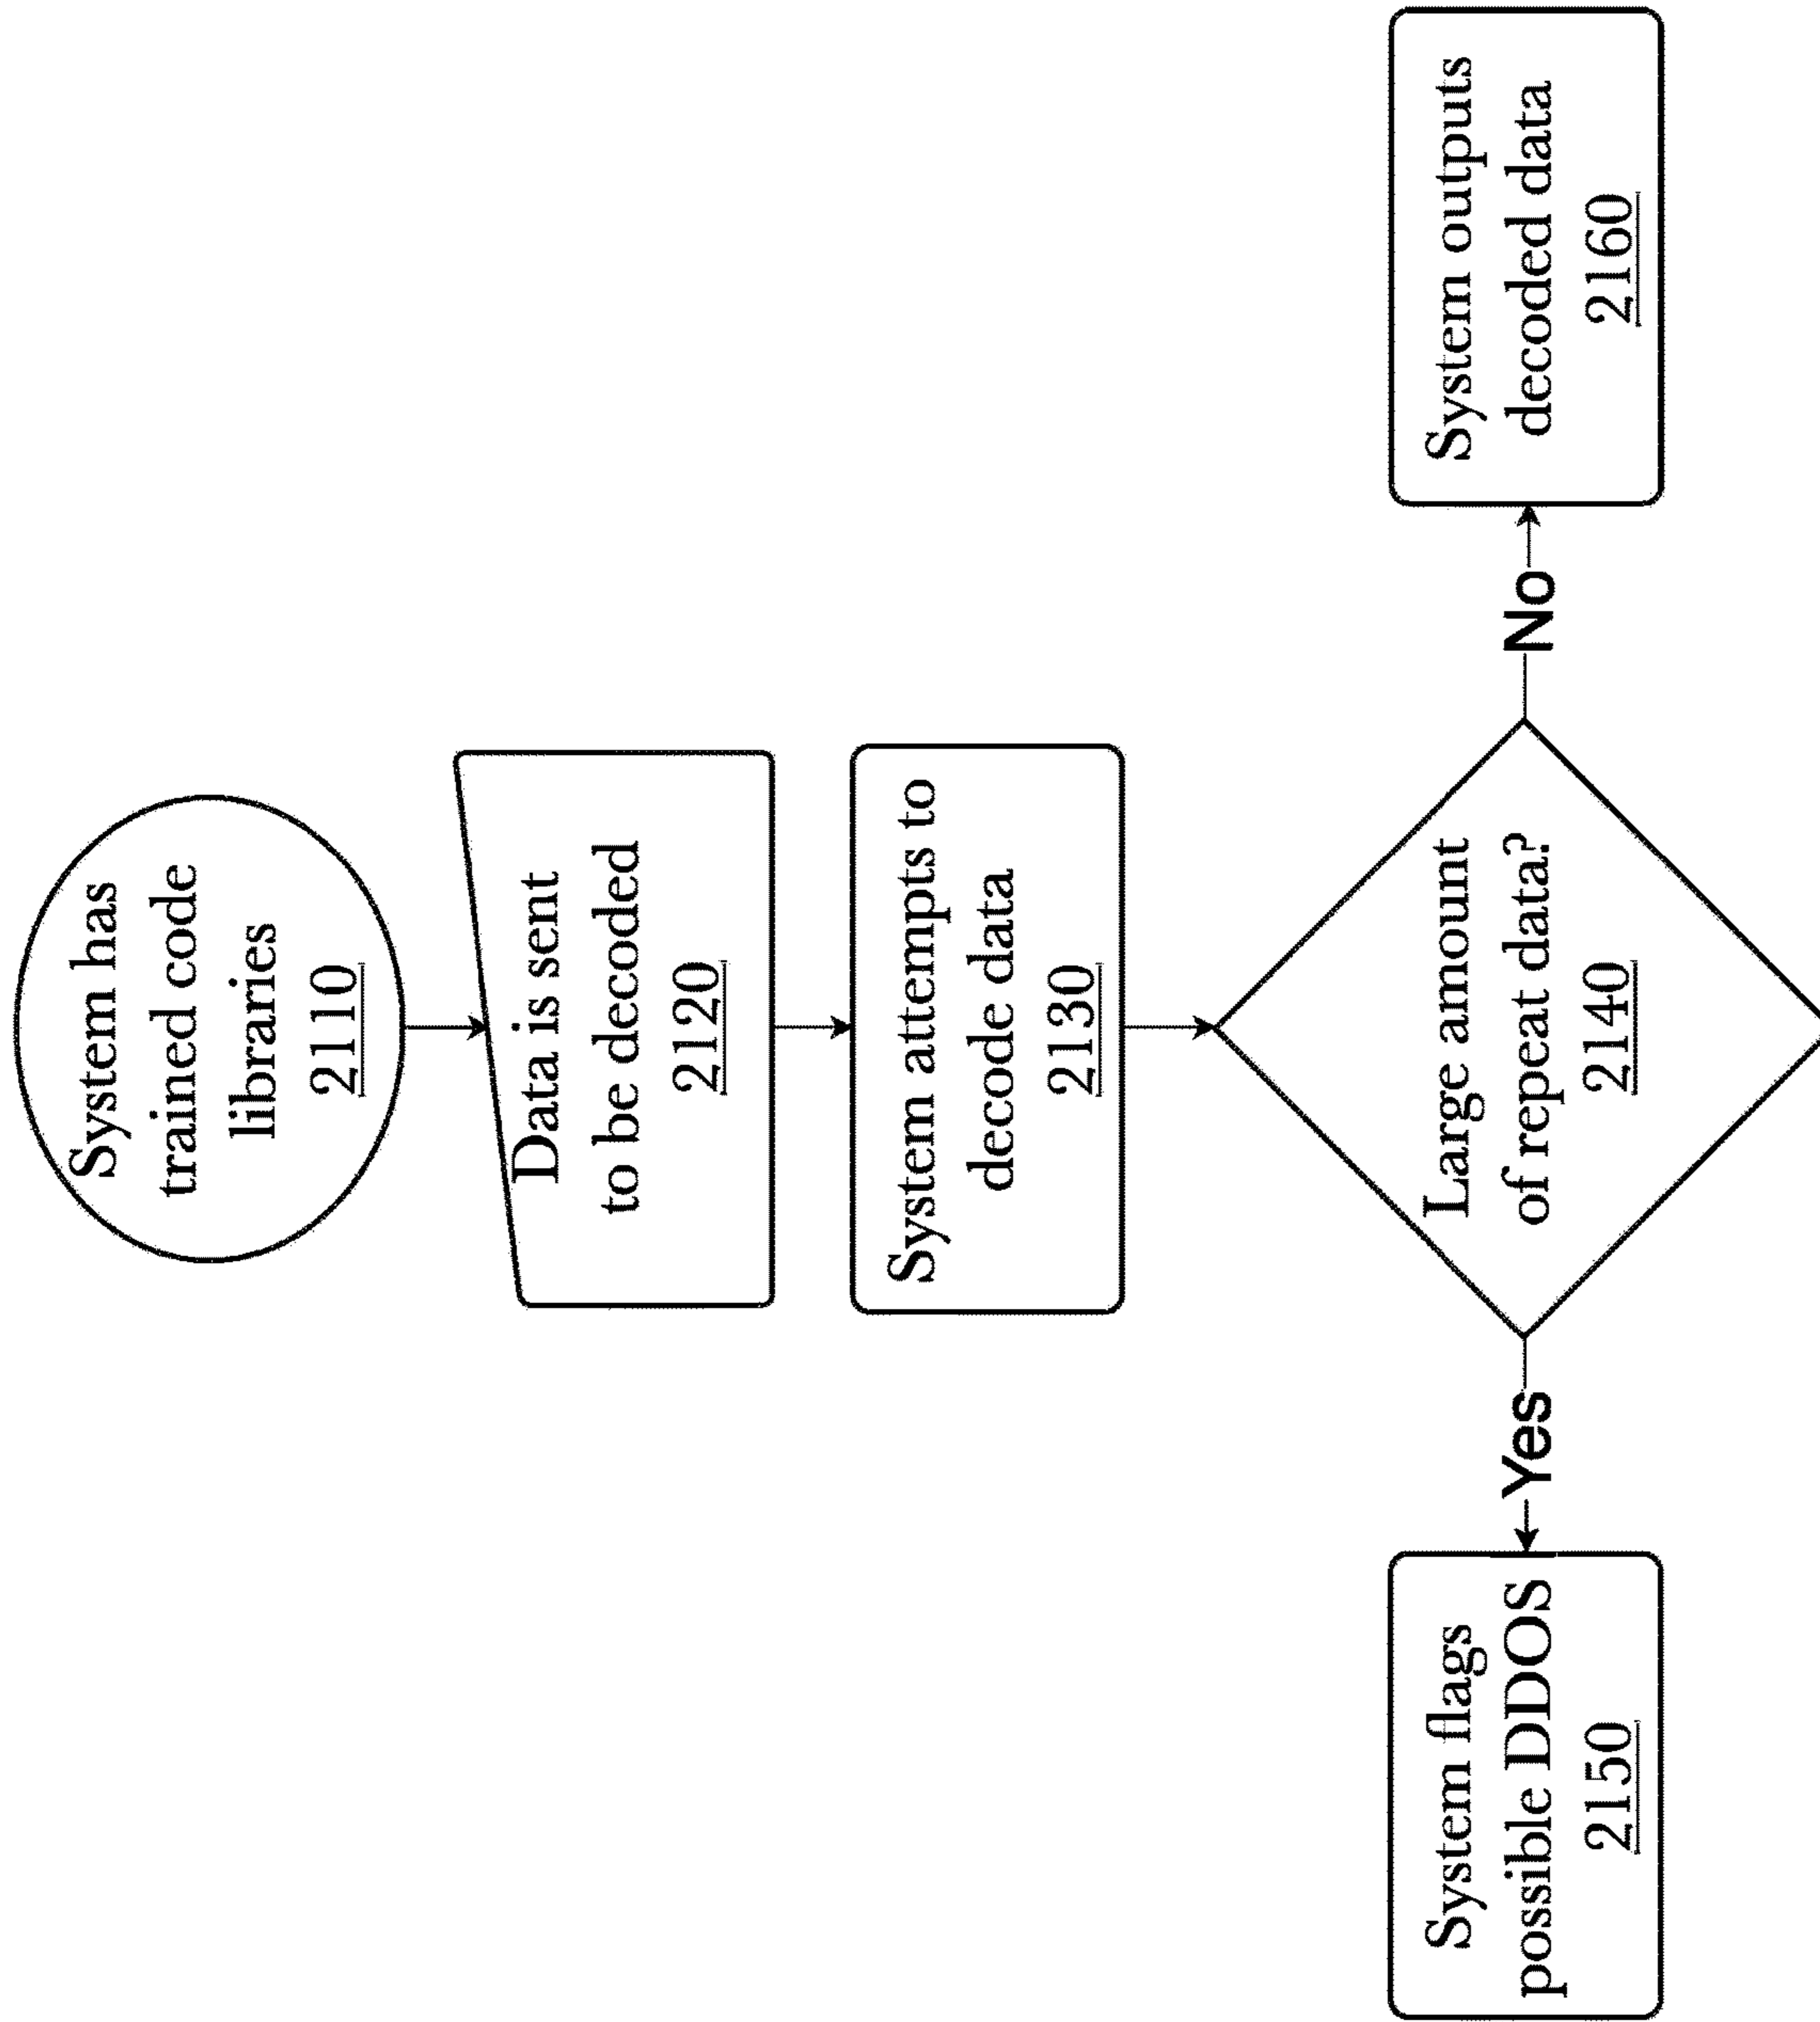 System has
trained code
libraries
2110
Data is sent
to be decoded
2120
System attempts to
decode data
2130
Large amount
of repeat data?
2140
Yes
No
System flags
possible DDOS
2150
System outputs
decoded data
2160